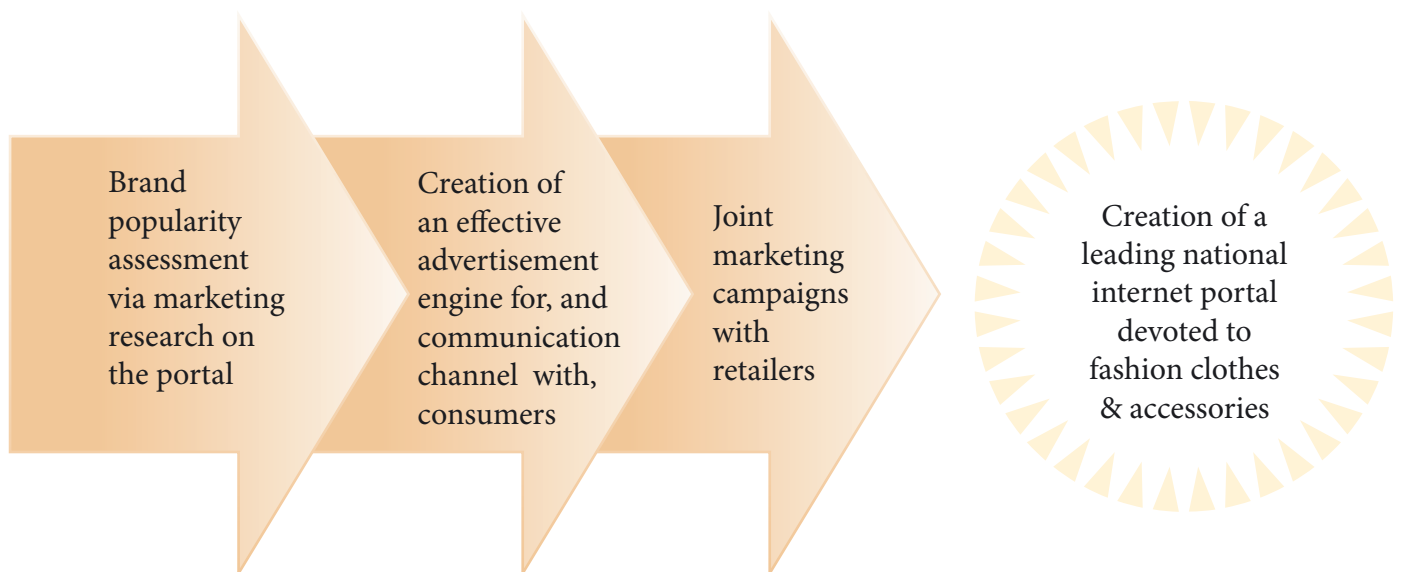 Brand
popularity
assessment
via marketing
research on
the portal
Creation of
an effective
advertisement
engine for, and
communication
channel with,
consumers
Joint
marketing
campaigns
with
retailers
Creation of a
leading national
internet portal
devoted to
fashion clothes
& accessories